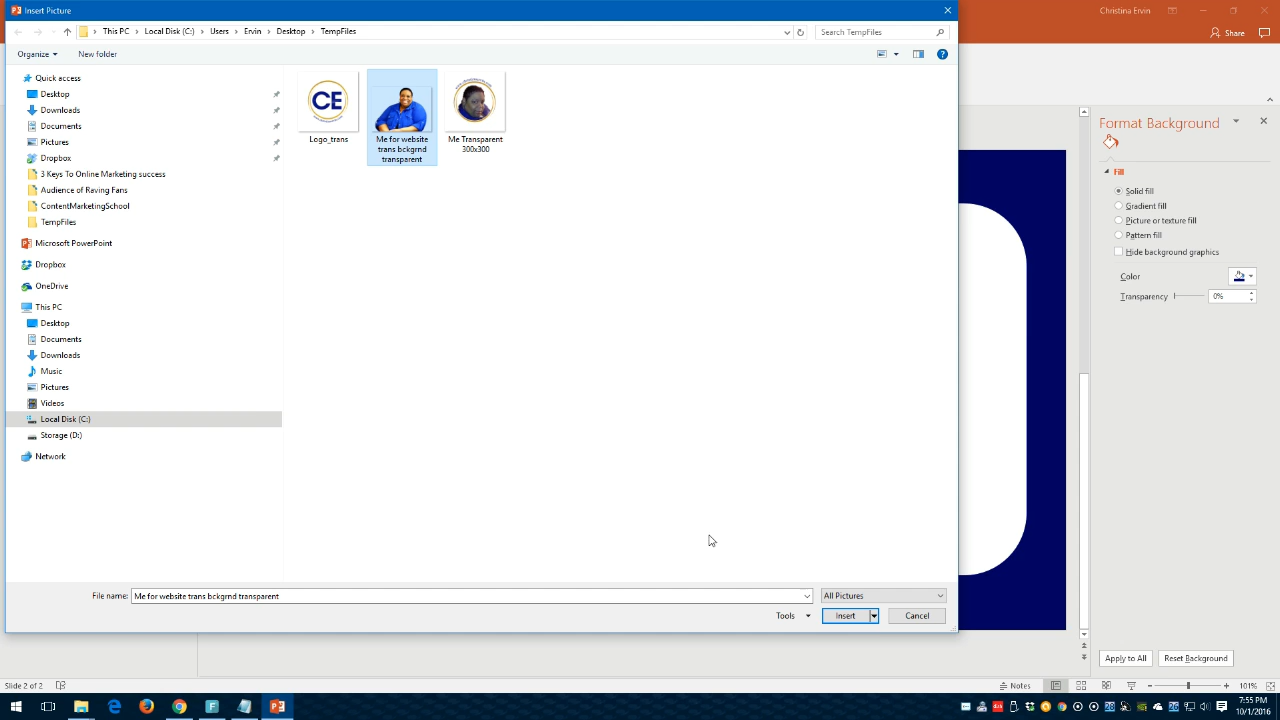 Insert Picture
Christina Ervin
This PC
Local Disk (C:)
Users
Ervin
Desktop
TempFiles
Search TempFiles
Share
Organize
New folder
Quick access
Desktop
Downloads
Documents
Pictures
Dropbox
3 Keys To Online Marketing success
Audience of Raving Fans
ContentMarketingSchool
TempFiles
Microsoft PowerPoint
Dropbox
OneDrive
This PC
Desktop
Documents
Downloads
Music
Pictures
Videos
Local Disk (C:)
Storage (D:)
Network
CE
Logo_trans
Me for website
trans bckgrnd
transparent
Me Transparent
300x300
Format Background
Fill
Solid fill
Gradient fill
Picture or texture fill
Pattern fill
Hide background graphics
Color
Transparency
0%
File name:
Me for website trans bckgrnd transparent
All Pictures
Tools
Insert
Cancel
Apply to All
Reset Background
Slide 2 of 2
Notes
101%
7:55 PM
10/1/2016